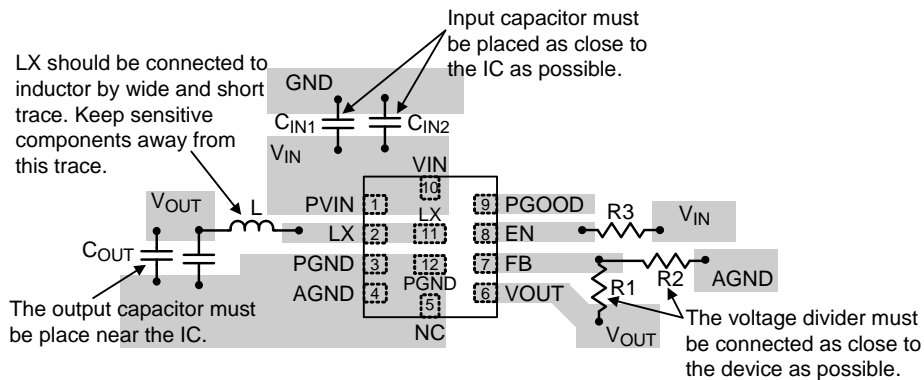 Input capacitor must
be placed as close to
the IC as possible.
LX should be connected to
inductor by wide and short
trace. Keep sensitive
components away from
this trace.
GND
CIN1
CIN2
VIN
VIN
10
PVIN
1
9
PGOOD
R3
VIN
VOUT
L
LX
LX
2
11
8
EN
COUT
PGND
3
12
7
FB
R2
AGND
PGND
AGND
4
5
6
VOUT
R1
NC
VOUT
The output capacitor must
be place near the IC.
The voltage divider must
be connected as close to
the device as possible.